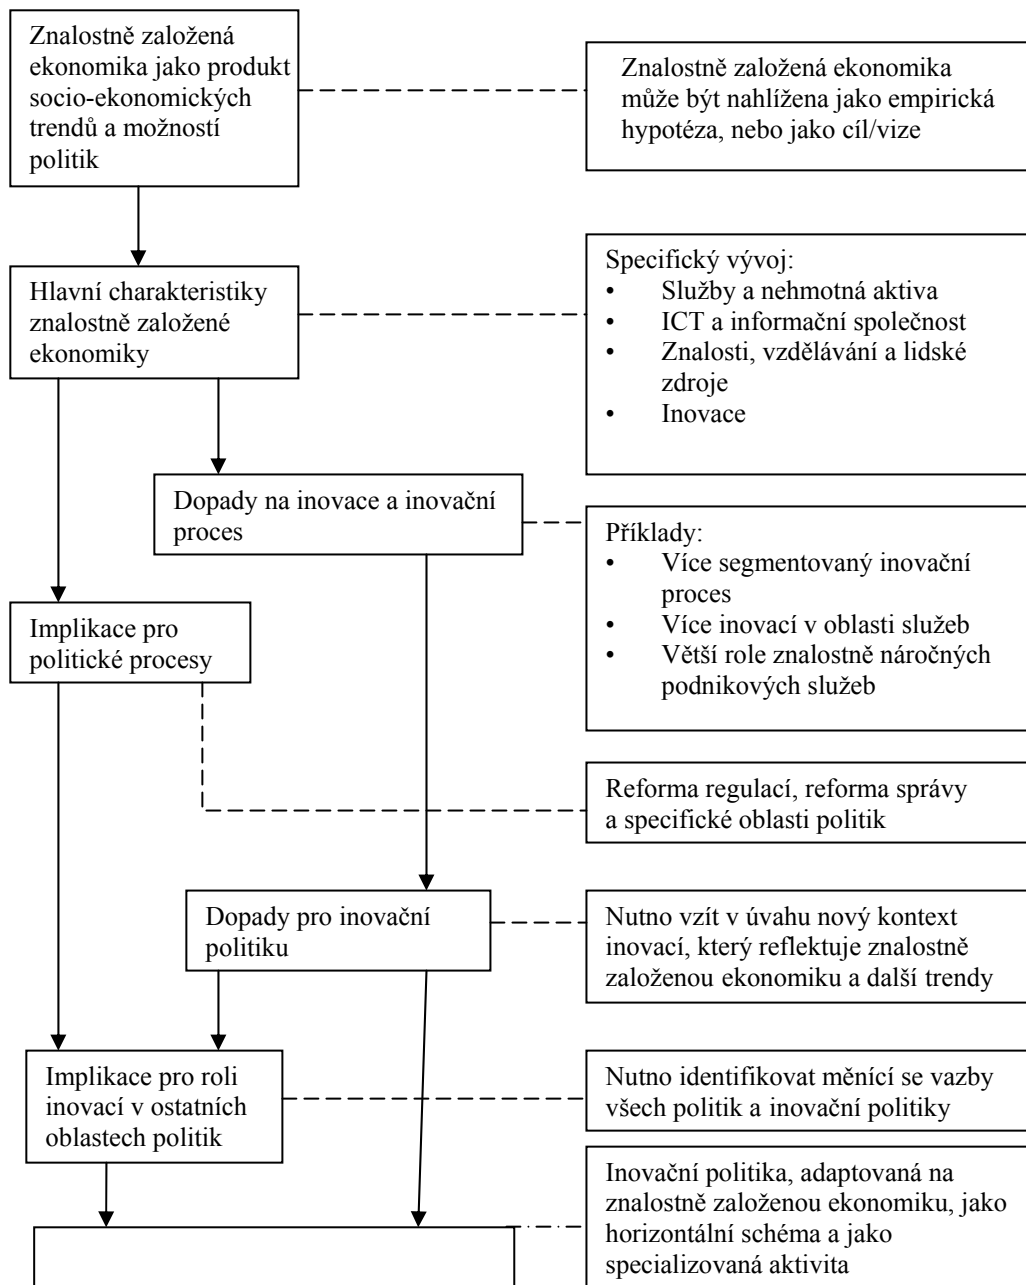 Znalostně založená
ekonomika jako produkt
socio-ekonomických
trendů a možností
politik
Znalostně založená ekonomika
může být nahlížena jako empirická
hypotéza, nebo jako cíl/vize
Hlavní charakteristiky
znalostně založené
ekonomiky
Specifický vývoj:
• Služby a nehmotná aktiva
• ICT a informační společnost
• Znalosti, vzdělávání a lidské
zdroje
• Inovace
Dopady na inovace a inovační
proces
Příklady:
• Více segmentovaný inovační
proces
• Více inovací v oblasti služeb
• Větší role znalostně náročných
podnikových služeb
Implikace pro
politické procesy
Reforma regulací, reforma správy
a specifické oblasti politik
Dopady pro inovační
politiku
Nutno vzít v úvahu nový kontext
inovací, který reflektuje znalostně
založenou ekonomiku a další trendy
Implikace pro roli
inovací v ostatních
oblastech politik
Nutno identifikovat měnící se vazby
všech politik a inovační politiky
Inovační politika, adaptovaná na
znalostně založenou ekonomiku, jako
horizontální schéma a jako
specializovaná aktivita